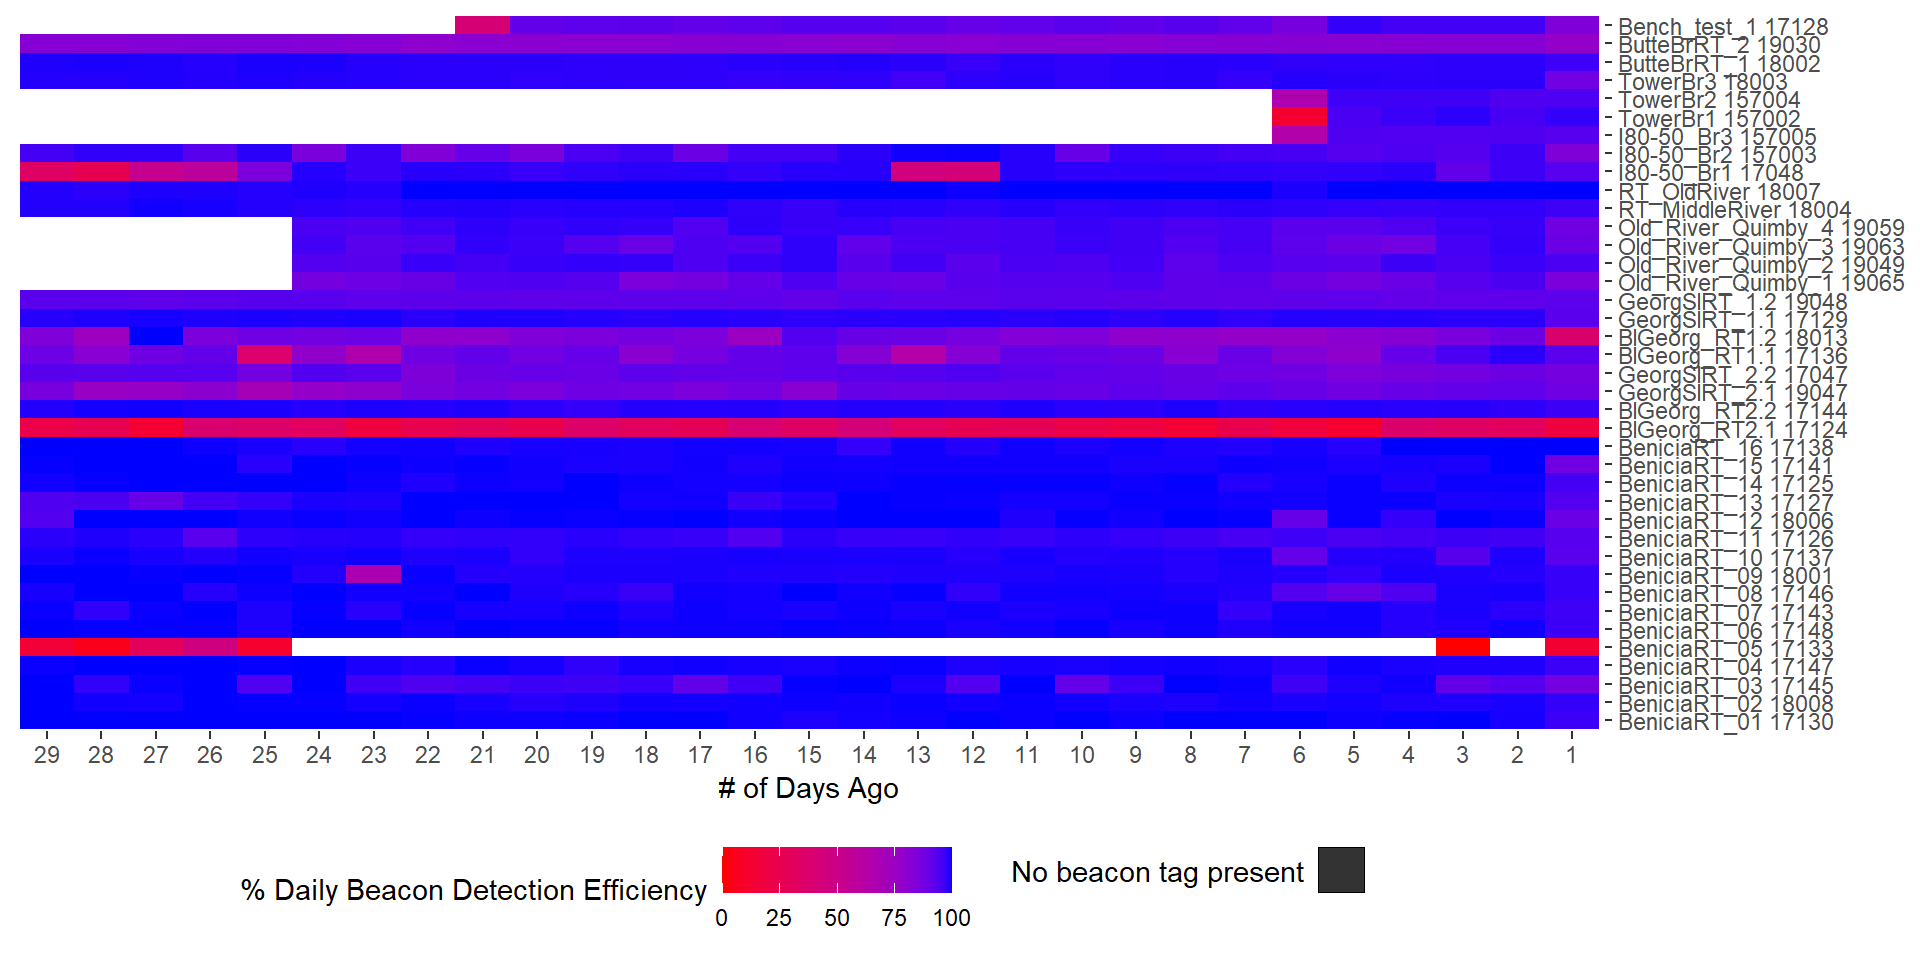 Bench_test_1 17128
ButteBrRT_2 19030
ButteBrRT_1 18002
TowerBr3 18003
TowerBr2 157004
TowerBr1 157002
I80-50_Br3 157005
I80-50_Br2 157003
I80-50_Br1 17048
RT_OldRiver 18007
RT_MiddleRiver 18004
Old_River_Quimby_4 19059
Old_River_Quimby_3 19063
Old_River_Quimby_2 19049
Old_River_Quimby_1 19065
GeorgSlRT_1.2 19048
GeorgSlRT_1.1 17129
BlGeorg_RT1.2 18013
BlGeorg_RT1.1 17136
GeorgSlRT_2.2 17047
GeorgSlRT_2.1 19047
BlGeorg_RT2.2 17144
BlGeorg_RT2.1 17124
BeniciaRT_16 17138
BeniciaRT_15 17141
BeniciaRT_14 17125
BeniciaRT_13 17127
BeniciaRT_12 18006
BeniciaRT_11 17126
BeniciaRT_10 17137
BeniciaRT_09 18001
BeniciaRT_08 17146
BeniciaRT_07 17143
BeniciaRT_06 17148
BeniciaRT_05 17133
BeniciaRT_04 17147
BeniciaRT_03 17145
BeniciaRT_02 18008
BeniciaRT_01 17130
29 28 27 26 25 24 23 22 21 20 19 18 17 16 15 14 13 12 11 10 9 8 7 6 5 4 3 2 1
# of Days Ago
% Daily Beacon Detection Efficiency
0 25 50 75 100
No beacon tag present